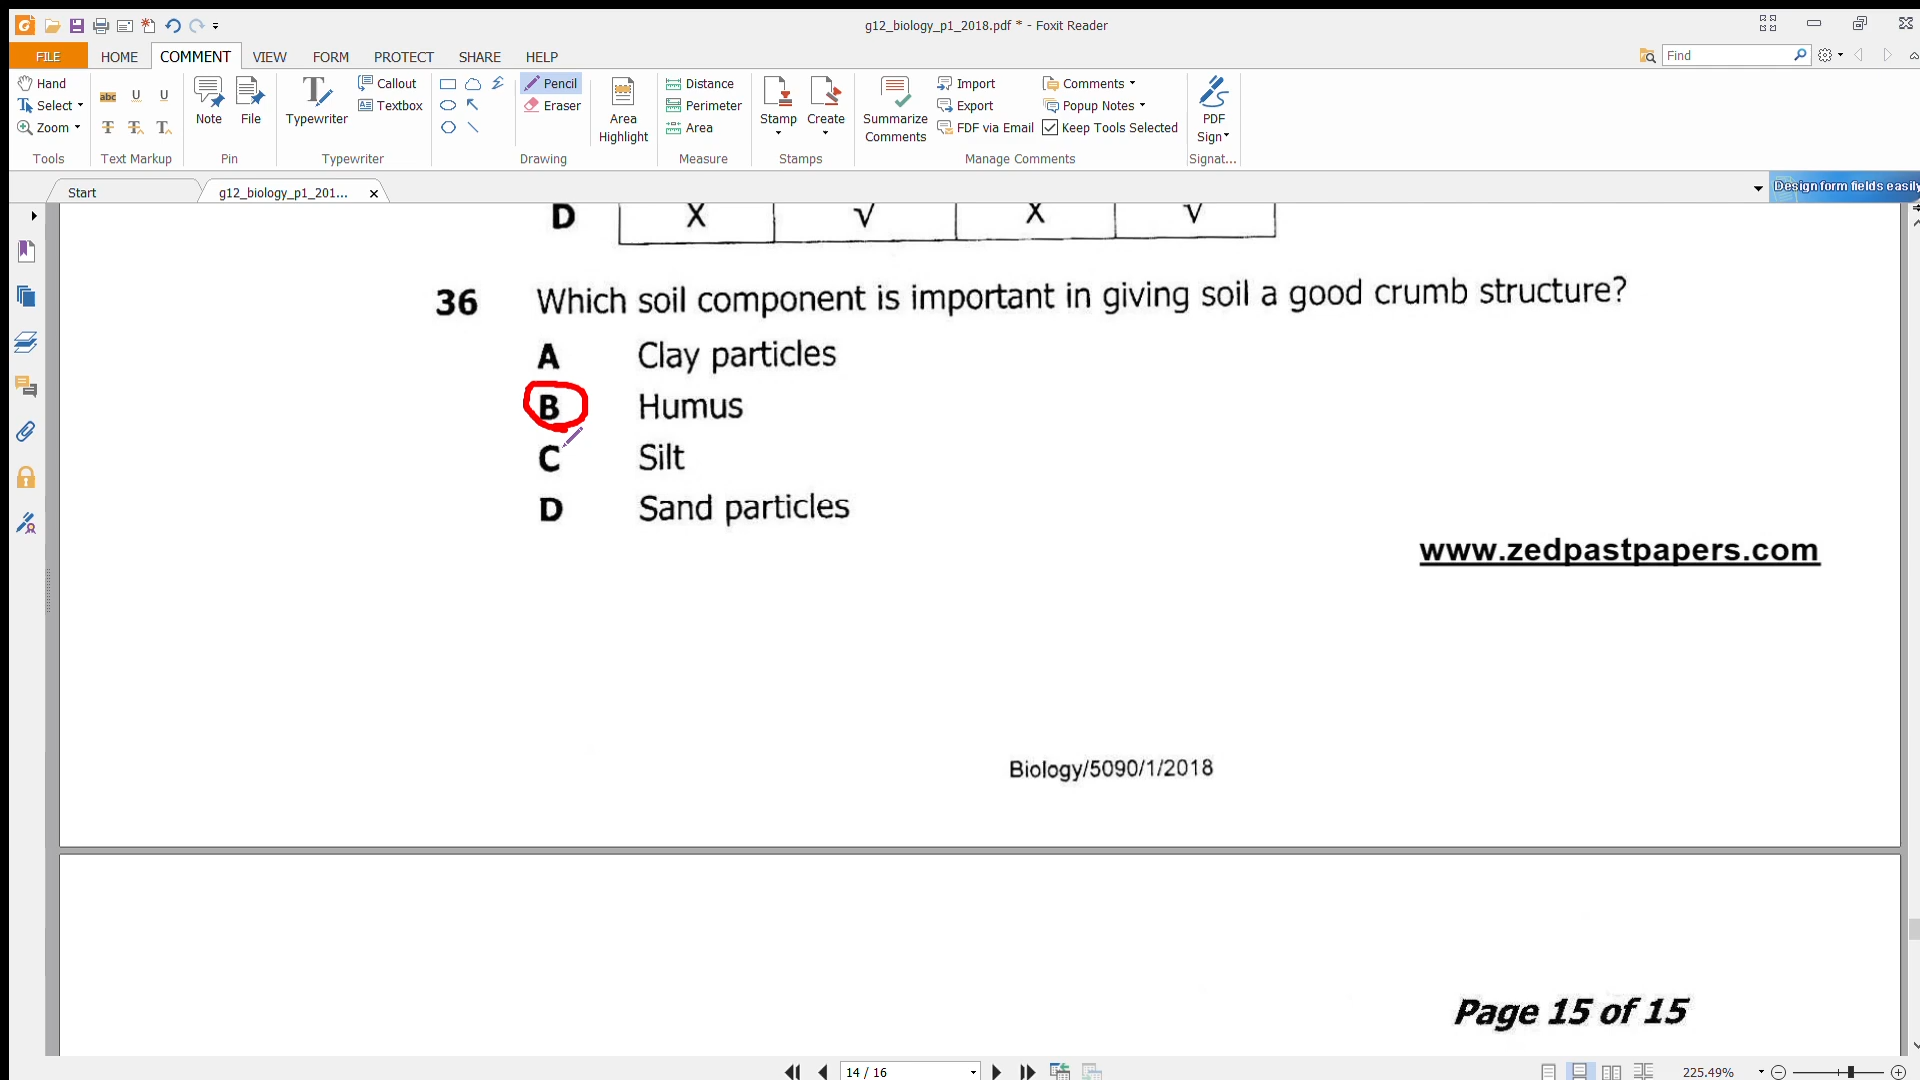 g12_biology_p1_2018.pdf * - Foxit Reader
FILE HOME COMMENT VIEW FORM PROTECT SHARE HELP
Find
Hand
Select
Zoom
Tools
abc U U
T T T
Text Markup
Note File
Pin
Typewriter
Callout
Textbox
Typewriter
Pencil
Eraser
Drawing
Area
Highlight
Distance
Perimeter
Area
Measure
Stamp Create
Stamps
Summarize
Comments
Import
Export
FDF via Email
Comments
Popup Notes
Keep Tools Selected
Manage Comments
PDF
Sign
Signat...
Start g12_biology_p1_201...
Design form fields easily
D X √ X √
36 Which soil component is important in giving soil a good crumb structure?
A Clay particles
B Humus
C Silt
D Sand particles
www.zedpastpapers.com
Biology/5090/1/2018
Page 15 of 15
14 / 16
225.49%